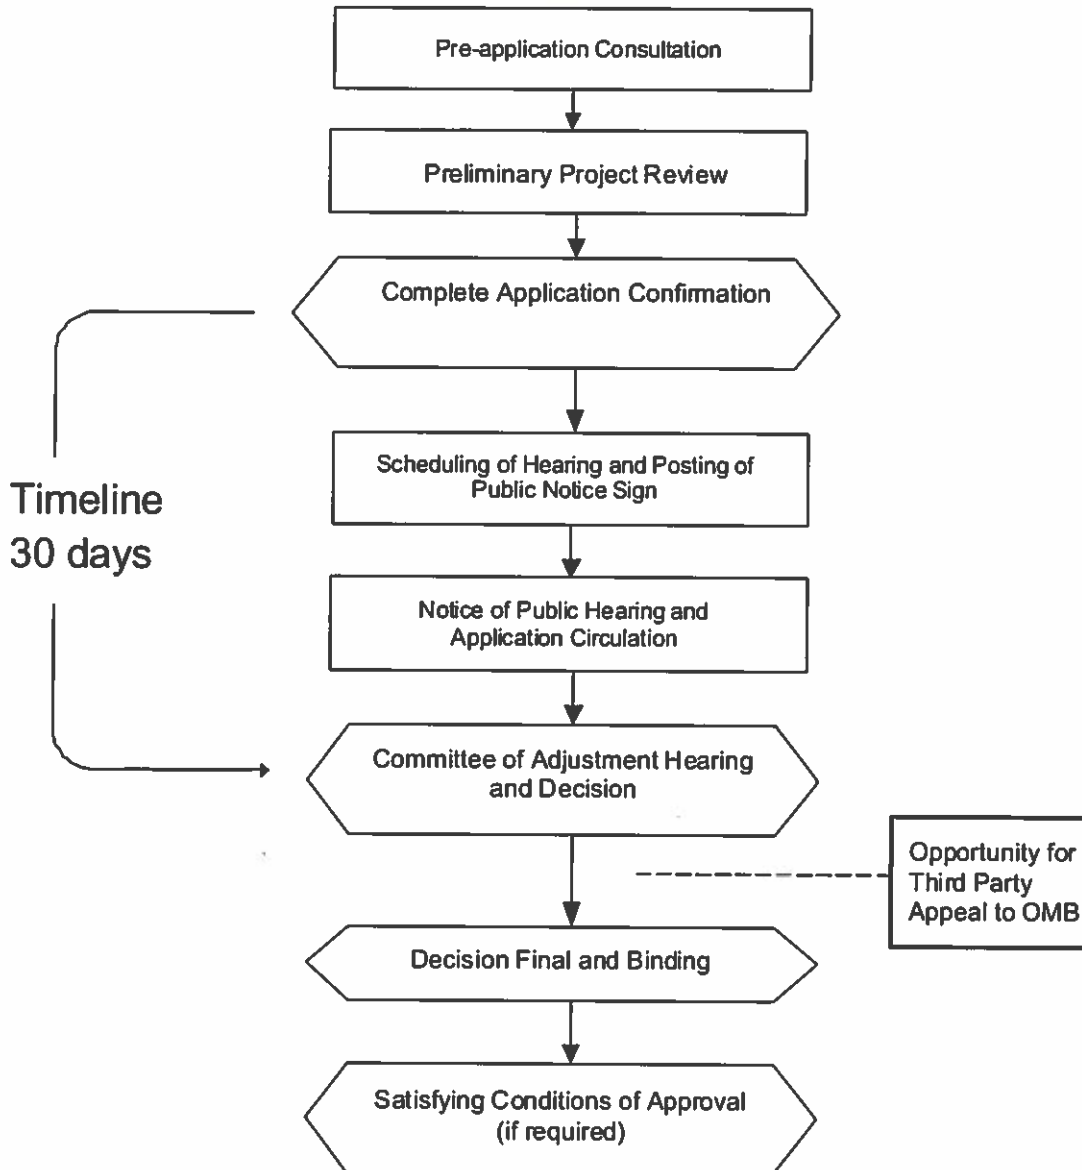 Pre-application Consultation
Preliminary Project Review
Complete Application Confirmation
Scheduling of Hearing and Posting of
Public Notice Sign
Timeline
30 days
Notice of Public Hearing and
Application Circulation
Committee of Adjustment Hearing
and Decision
Opportunity for
Third Party
Appeal to OMB
Decision Final and Binding
Satisfying Conditions of Approval
(if required)